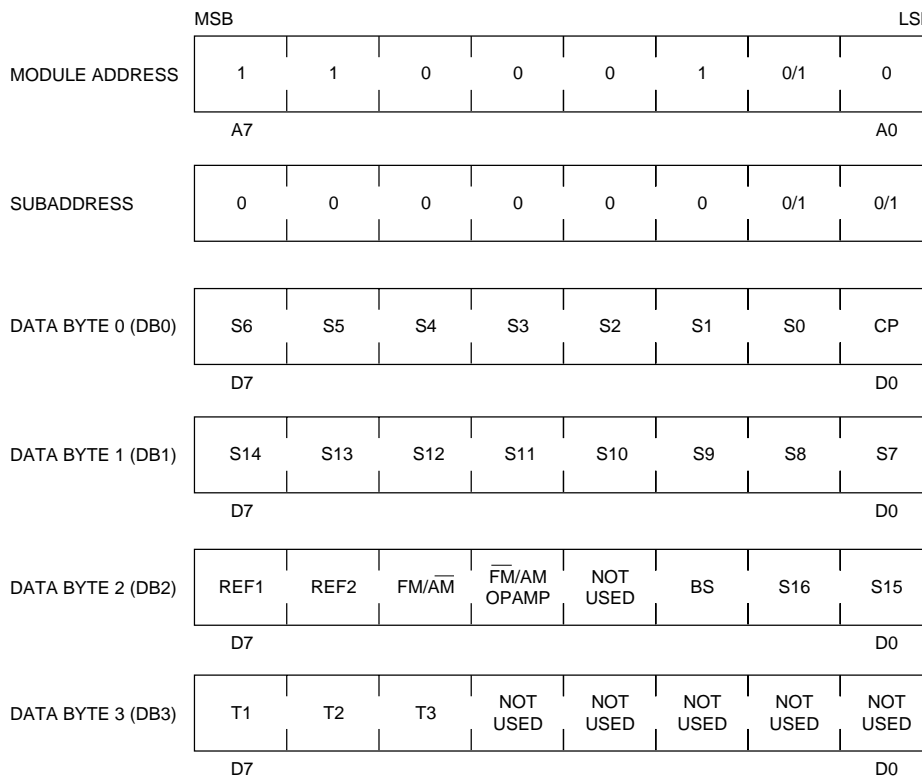 MSB LS
MODULE ADDRESS 1 1 0 0 0 1 0/1 0
A7 A0
SUBADDRESS 0 0 0 0 0 0 0/1 0/1
DATA BYTE 0 (DB0) S6 S5 S4 S3 S2 S1 S0 CP
D7 D0
DATA BYTE 1 (DB1) S14 S13 S12 S11 S10 S9 S8 S7
D7 D0
DATA BYTE 2 (DB2) REF1 REF2 FM/A̅M̅ F̅M̅/AM OPAMP NOT USED BS S16 S15
D7 D0
DATA BYTE 3 (DB3) T1 T2 T3 NOT USED NOT USED NOT USED NOT USED NOT USED
D7 D0